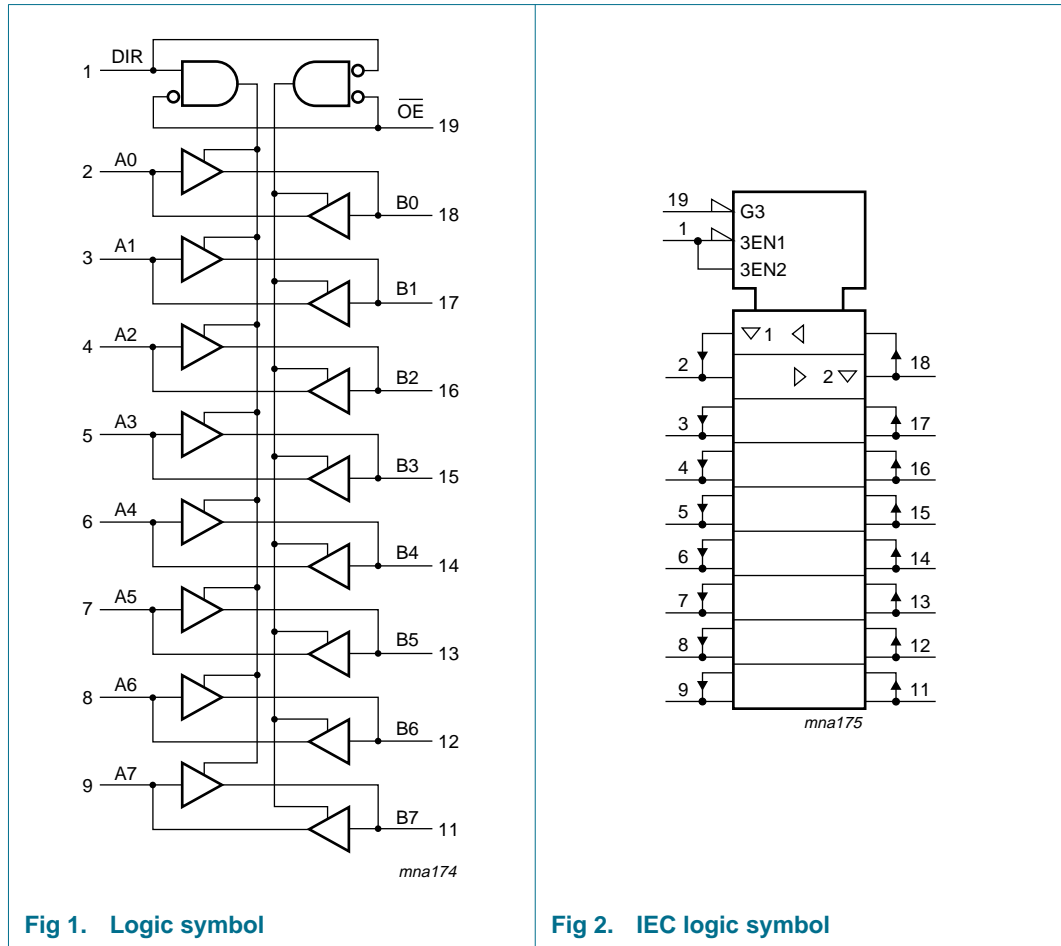 DIR
1
OE
19
A0
2
B0
18
A1
3
B1
17
A2
4
B2
16
A3
5
B3
15
A4
6
B4
14
A5
7
B5
13
A6
8
B6
12
A7
9
B7
11
mna174
Fig 1. Logic symbol
19
G3
1
3EN1
3EN2
1
2
2
18
3
17
4
16
5
15
6
14
7
13
8
12
9
11
mna175
Fig 2. IEC logic symbol